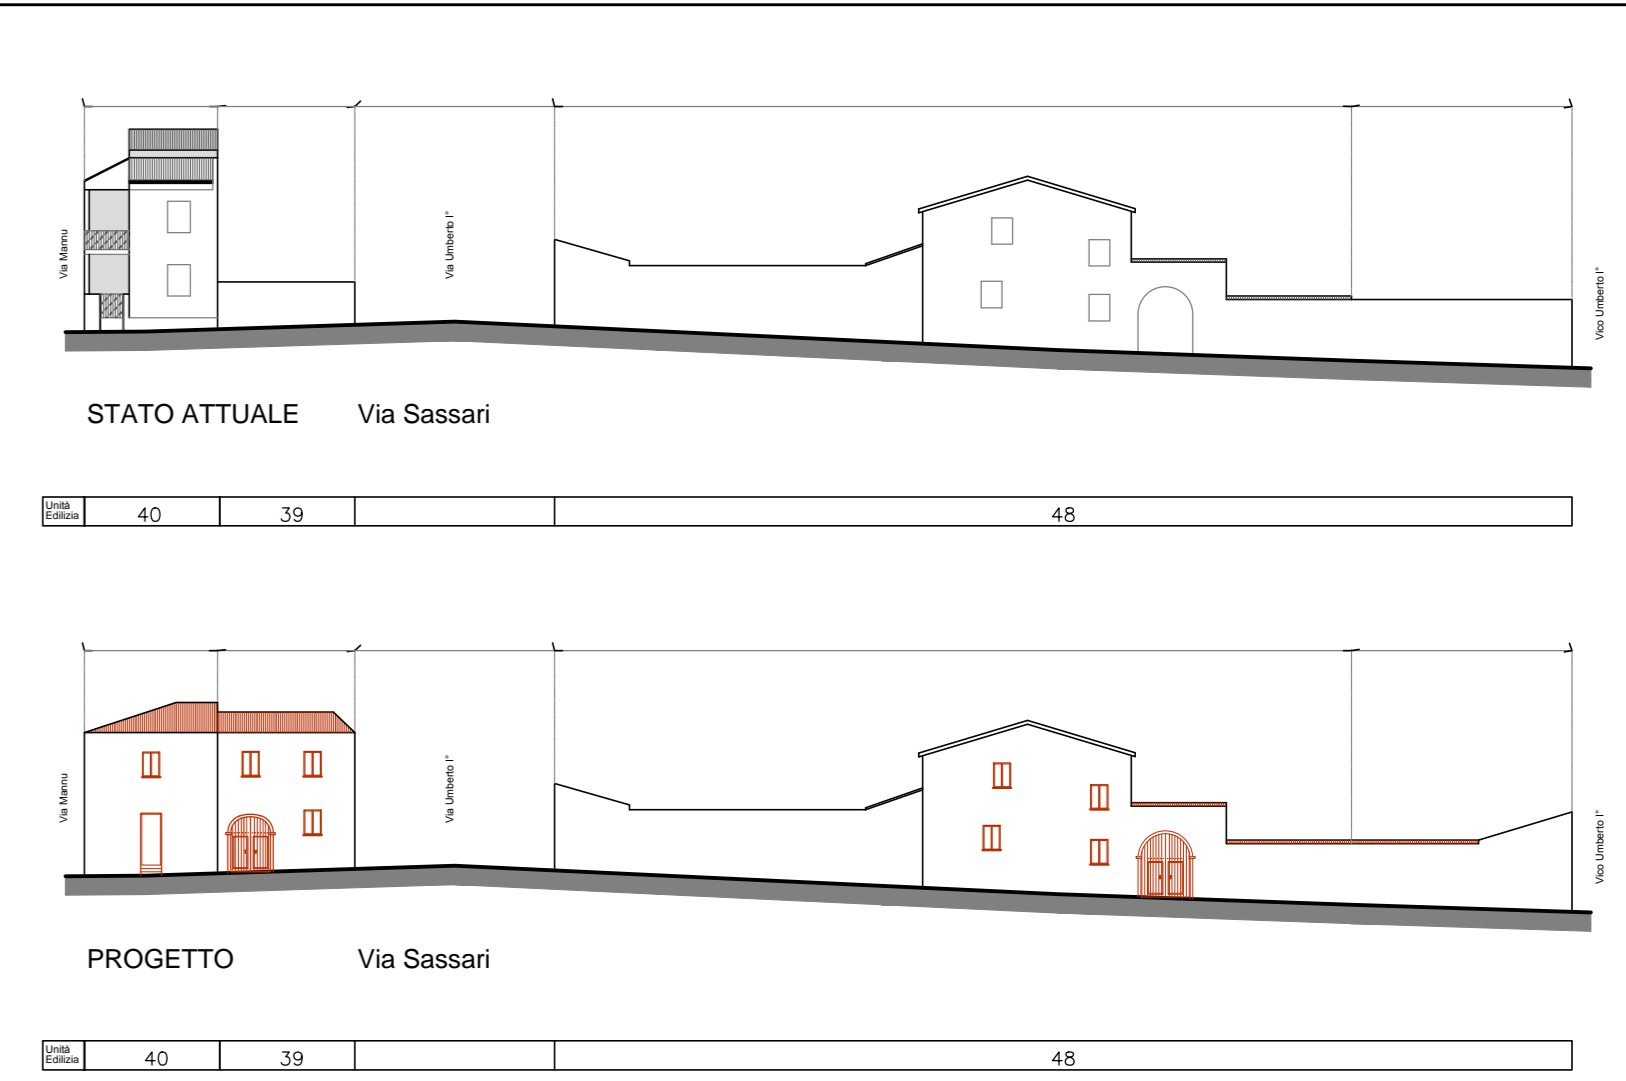 Via Mannu
Via Umberto I°
Vico Umberto I°
STATO ATTUALE Via Sassari
Unità
Edilizia
40 39 48
Via Mannu
Via Umberto I°
Vico Umberto I°
PROGETTO Via Sassari
Unità
Edilizia
40 39 48